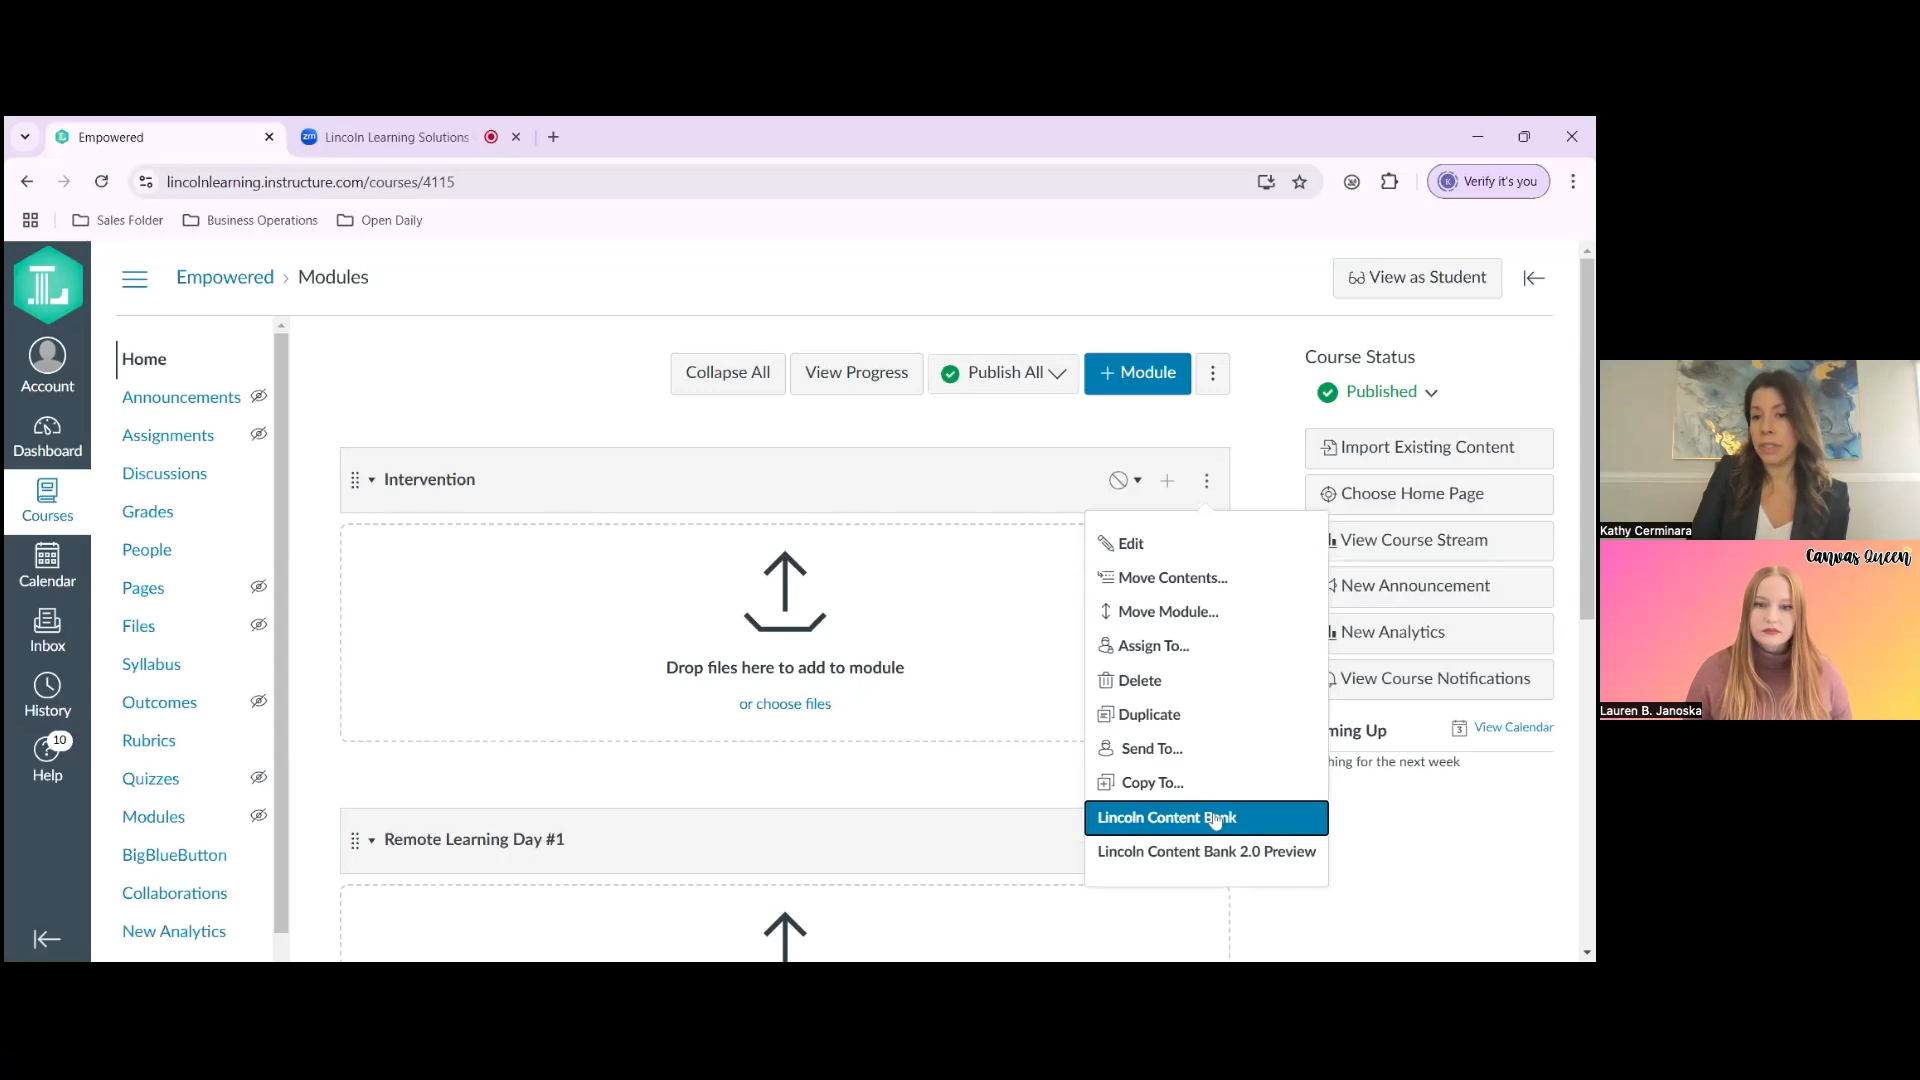 Empowered
zm Lincoln Learning Solutions
lincolnlearning.instructure.com/courses/4115
K Verify it's you
Sales Folder
Business Operations
Open Daily
Empowered › Modules
View as Student
Account
Dashboard
Courses
Calendar
Inbox
History
10
Help
Home
Announcements
Assignments
Discussions
Grades
People
Pages
Files
Syllabus
Outcomes
Rubrics
Quizzes
Modules
BigBlueButton
Collaborations
New Analytics
Collapse All
View Progress
Publish All
+ Module
Intervention
Drop files here to add to module
or choose files
Remote Learning Day #1
Edit
Move Contents...
Move Module...
Assign To...
Delete
Duplicate
Send To...
Copy To...
Lincoln Content Bank
Lincoln Content Bank 2.0 Preview
Course Status
Published
Import Existing Content
Choose Home Page
View Course Stream
New Announcement
New Analytics
View Course Notifications
ming Up
3 View Calendar
hing for the next week
Kathy Cerminara
Canvas Queen
Lauren B. Janoska